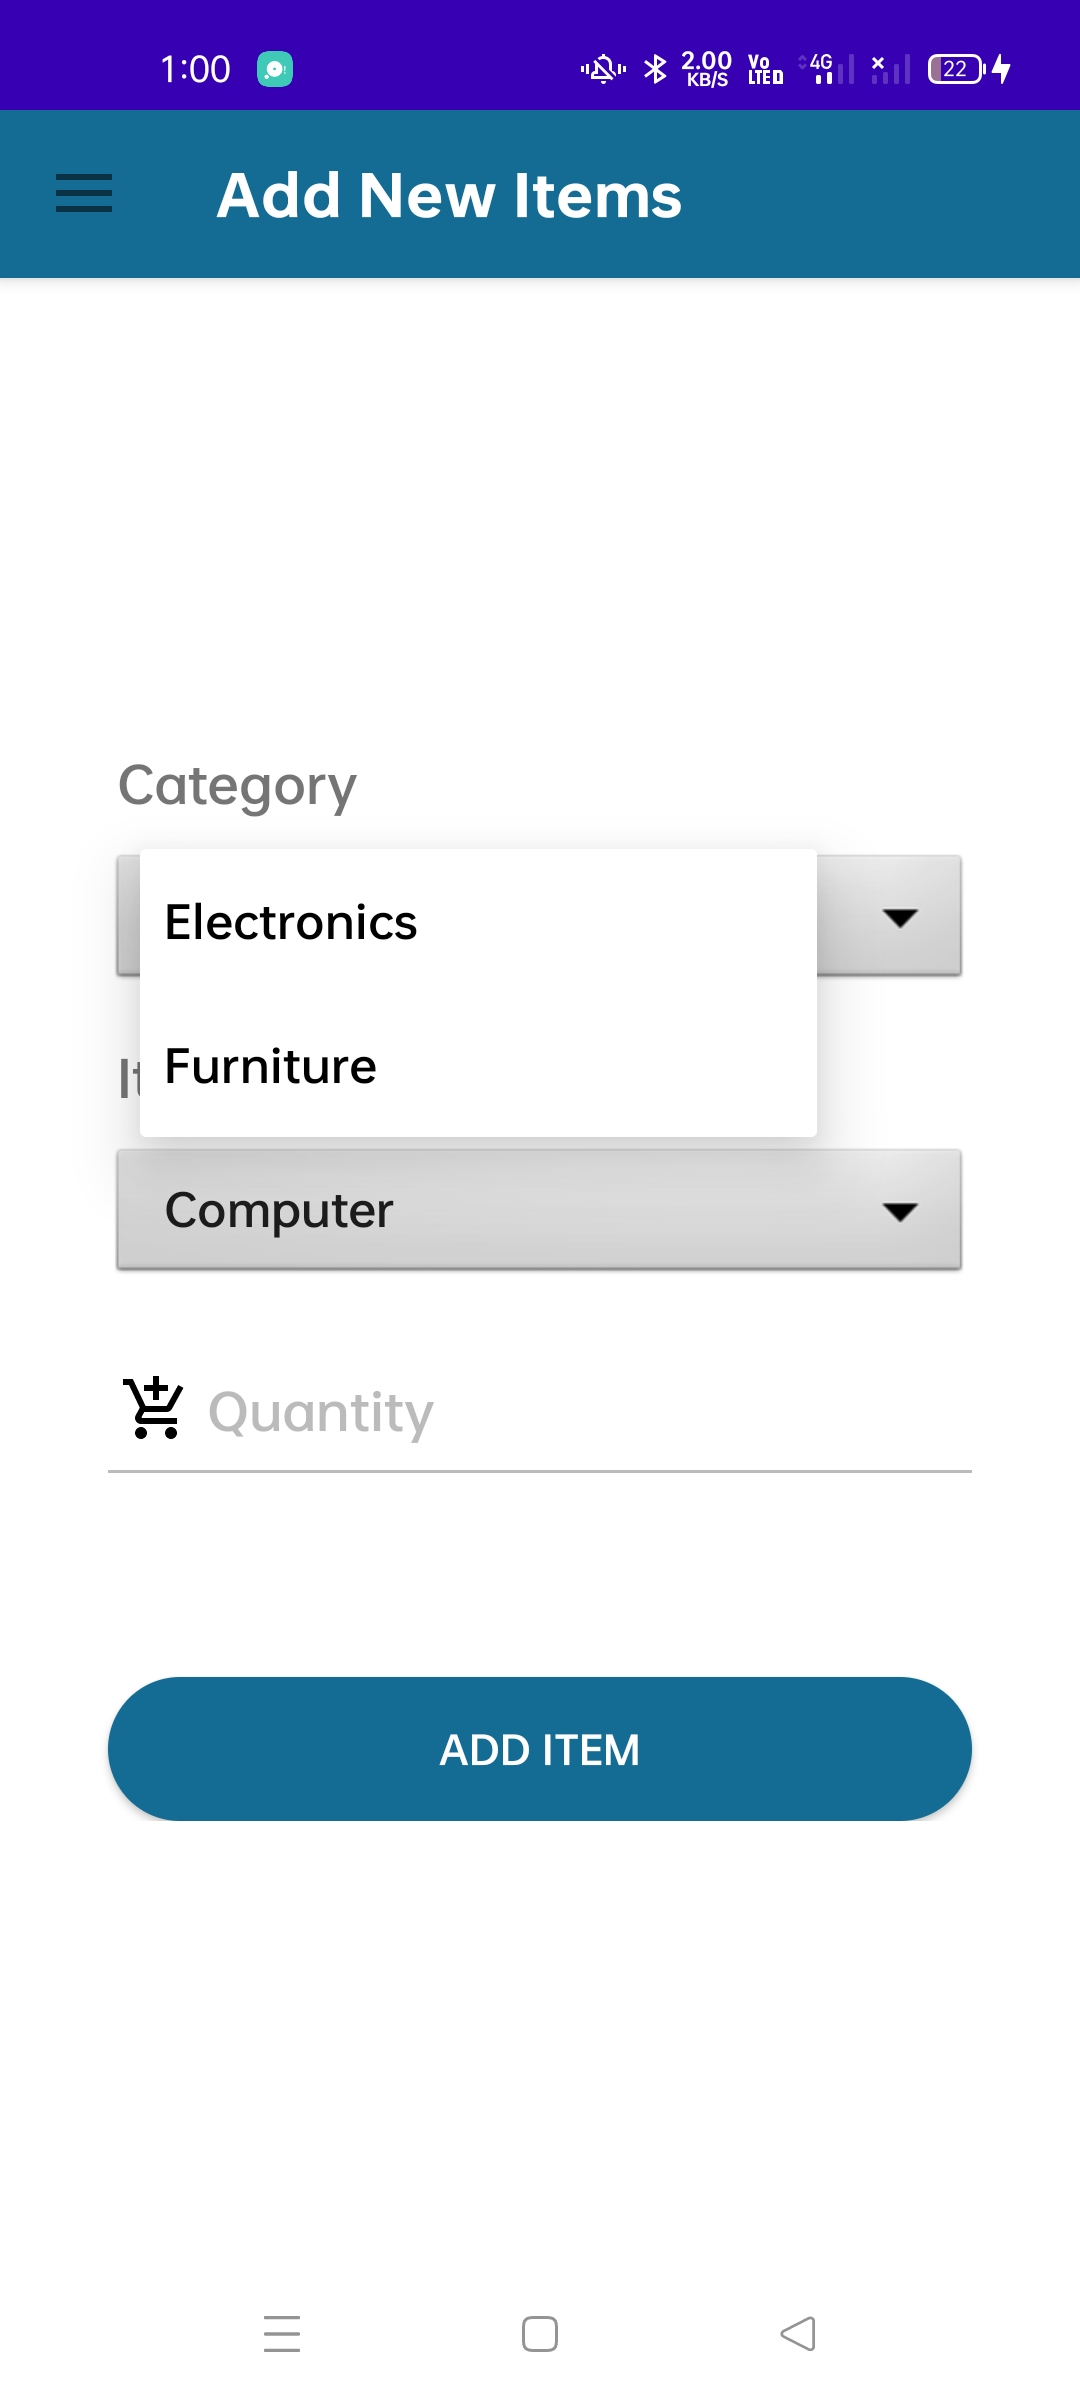 1:00 2.00 KB/S Vo LTE D 4G 22
Add New Items
Category
Electronics
Furniture
Computer
Quantity
ADD ITEM